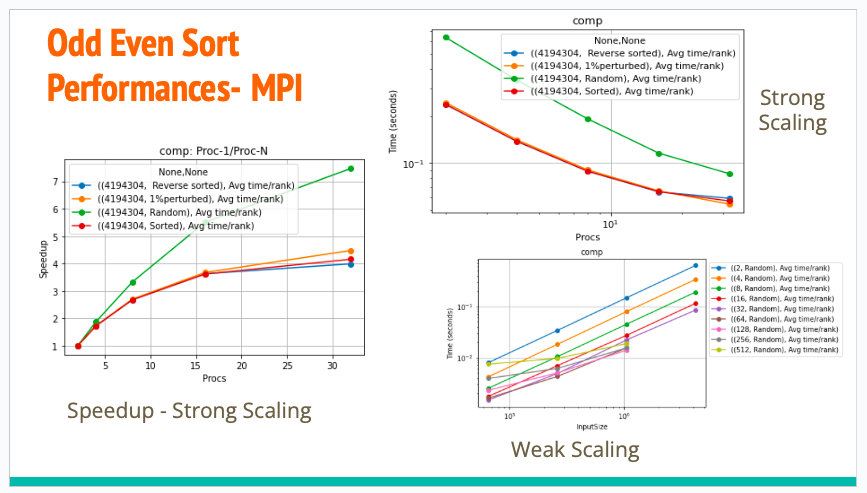 Odd Even Sort
Performances- MPI
comp: Proc-1/Proc-N
None,None
((4194304,  Reverse sorted), Avg time/rank)
((4194304, 1%perturbed), Avg time/rank)
((4194304, Random), Avg time/rank)
((4194304, Sorted), Avg time/rank)
Speedup
7
6
5
4
3
2
1
5
10
15
20
25
30
Procs
Speedup - Strong Scaling
comp
None,None
((4194304,  Reverse sorted), Avg time/rank)
((4194304, 1%perturbed), Avg time/rank)
((4194304, Random), Avg time/rank)
((4194304, Sorted), Avg time/rank)
Time (seconds)
10⁻¹
10¹
Procs
Strong
Scaling
comp
Time (seconds)
10⁻¹
10⁻²
10⁵
10⁶
InputSize
((2, Random), Avg time/rank)
((4, Random), Avg time/rank)
((8, Random), Avg time/rank)
((16, Random), Avg time/rank)
((32, Random), Avg time/rank)
((64, Random), Avg time/rank)
((128, Random), Avg time/rank)
((256, Random), Avg time/rank)
((512, Random), Avg time/rank)
Weak Scaling